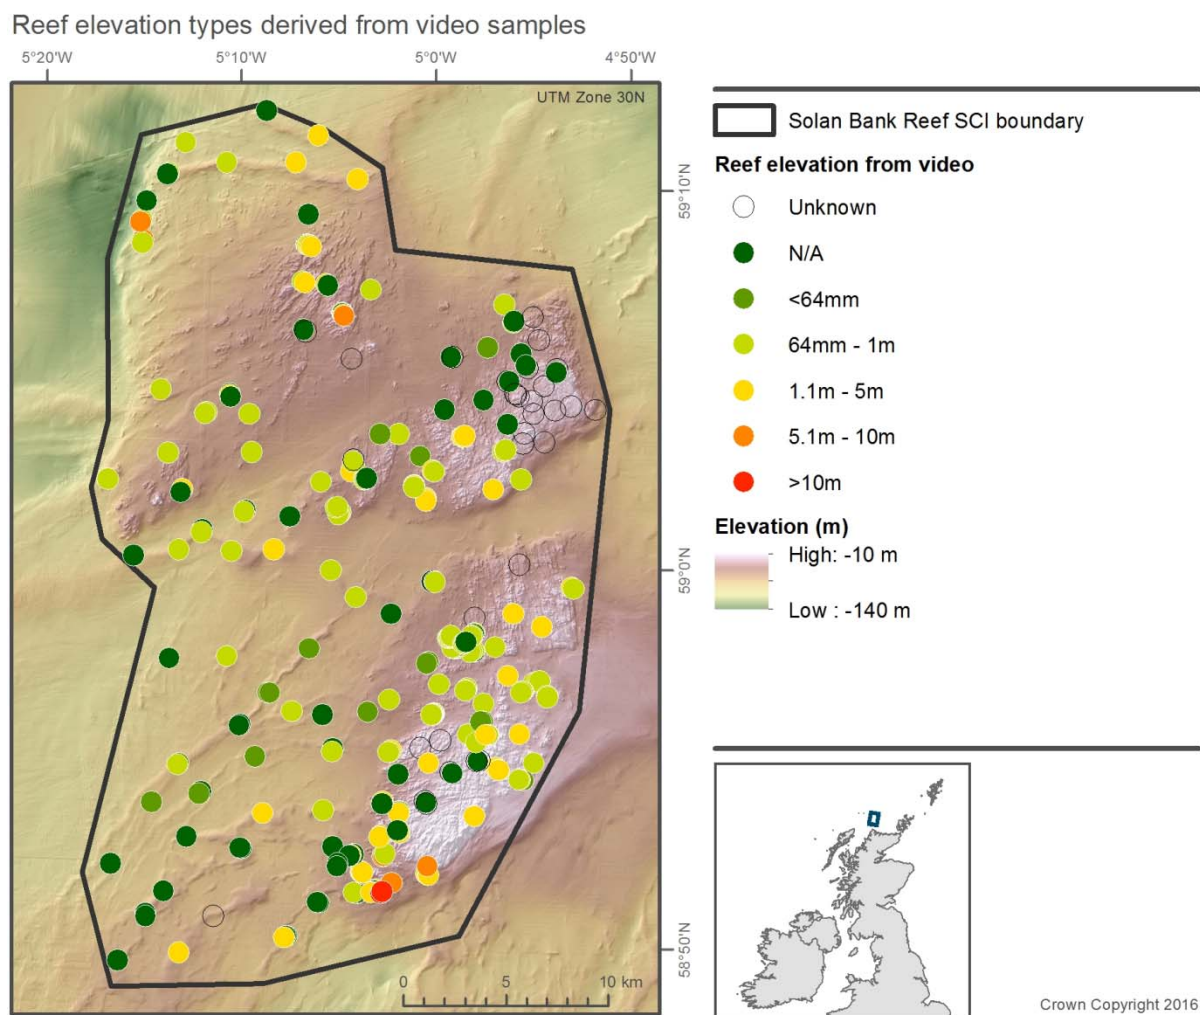 Reef elevation types derived from video samples
5°20'W 5°10'W 5°0'W 4°50'W
UTM Zone 30N
59°10'N
59°0'N
58°50'N
0 5 10 km
Solan Bank Reef SCI boundary
Reef elevation from video
Unknown
N/A
<64mm
64mm - 1m
1.1m - 5m
5.1m - 10m
>10m
Elevation (m)
High: -10 m
Low : -140 m
Crown Copyright 2016